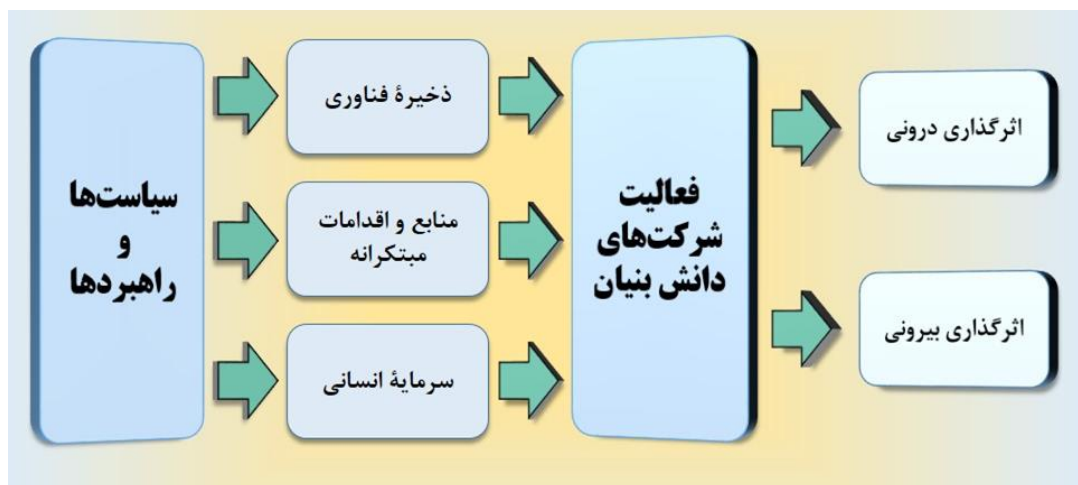 سیاست‌ها
و
راهبردها
ذخیرهٔ فناوری
منابع و اقدامات
مبتکرانه
سرمایهٔ انسانی
فعالیت
شرکت‌های
دانش بنیان
اثرگذاری درونی
اثرگذاری بیرونی